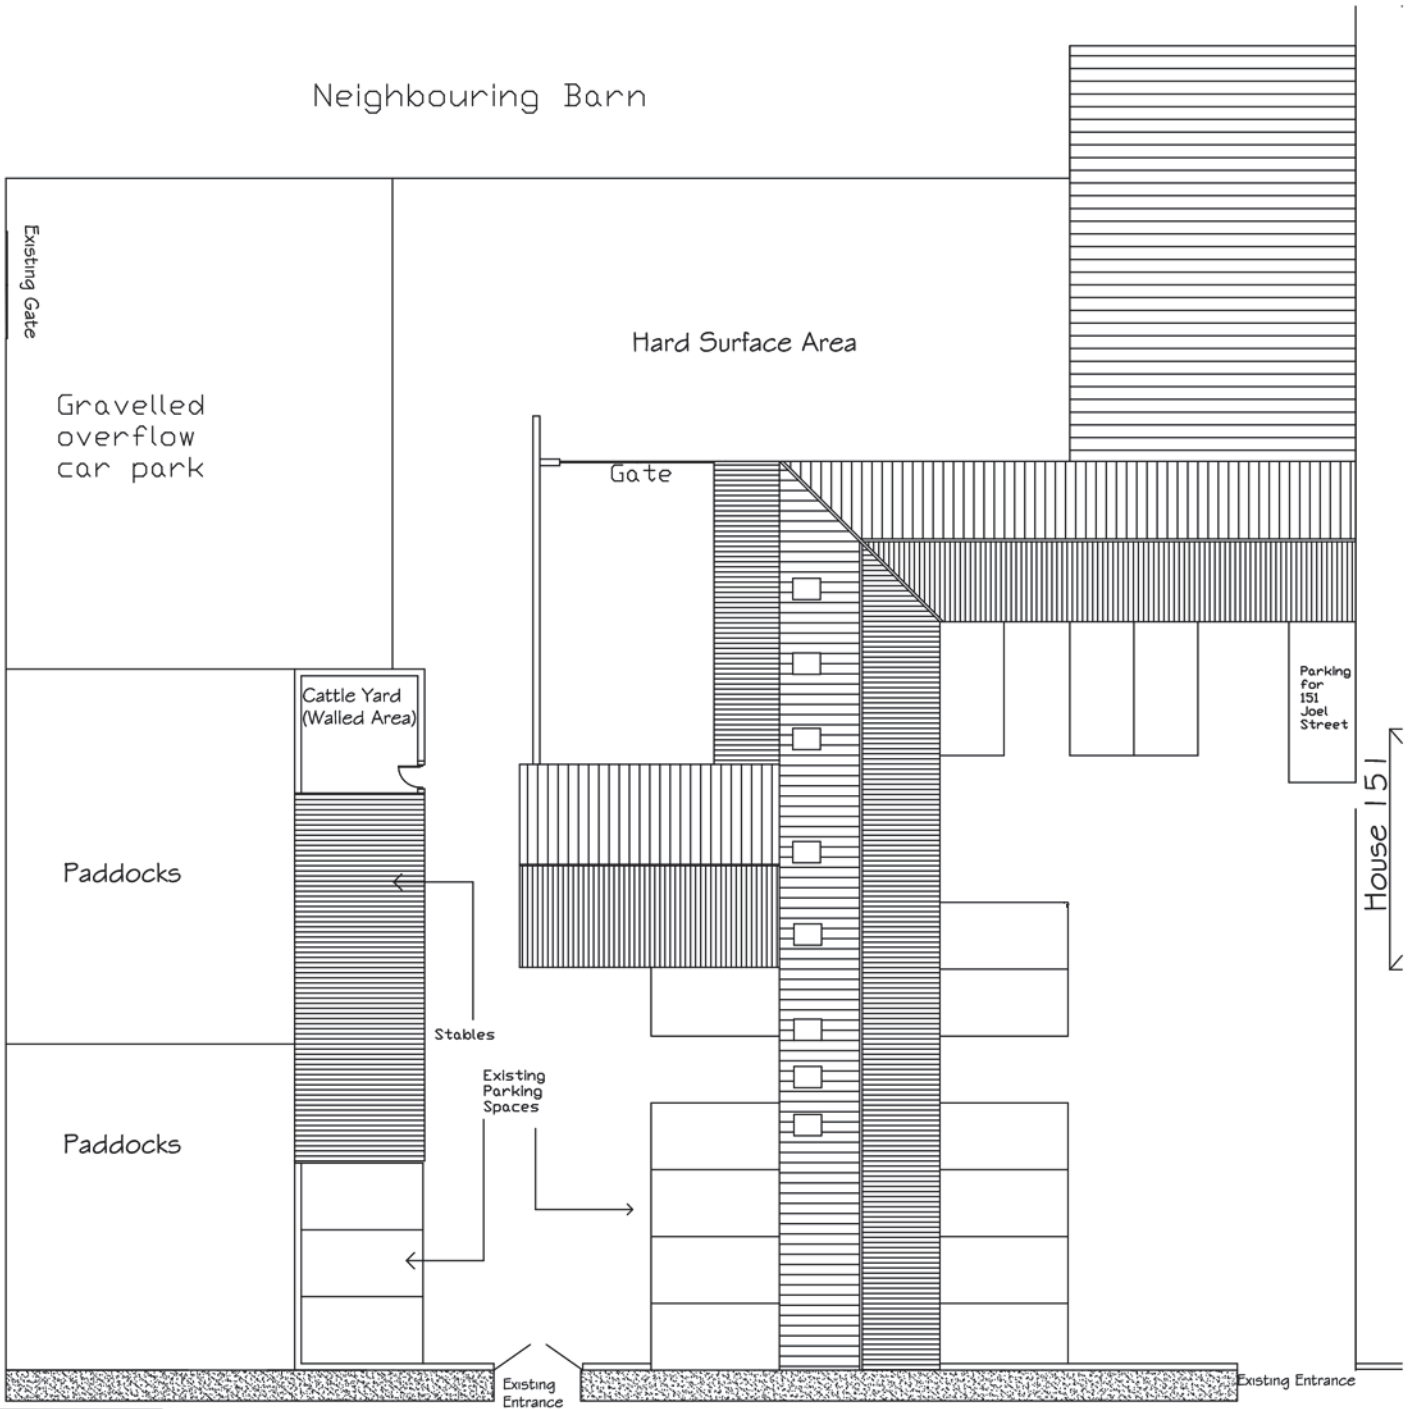 Neighbouring Barn
Existing Gate
Hard Surface Area
Gravelled
overflow
car park
Gate
Cattle Yard
(Walled Area)
Parking
for
151
Joel
Street
House 151
Paddocks
Stables
Existing
Parking
Spaces
Paddocks
Existing
Entrance
Existing Entrance